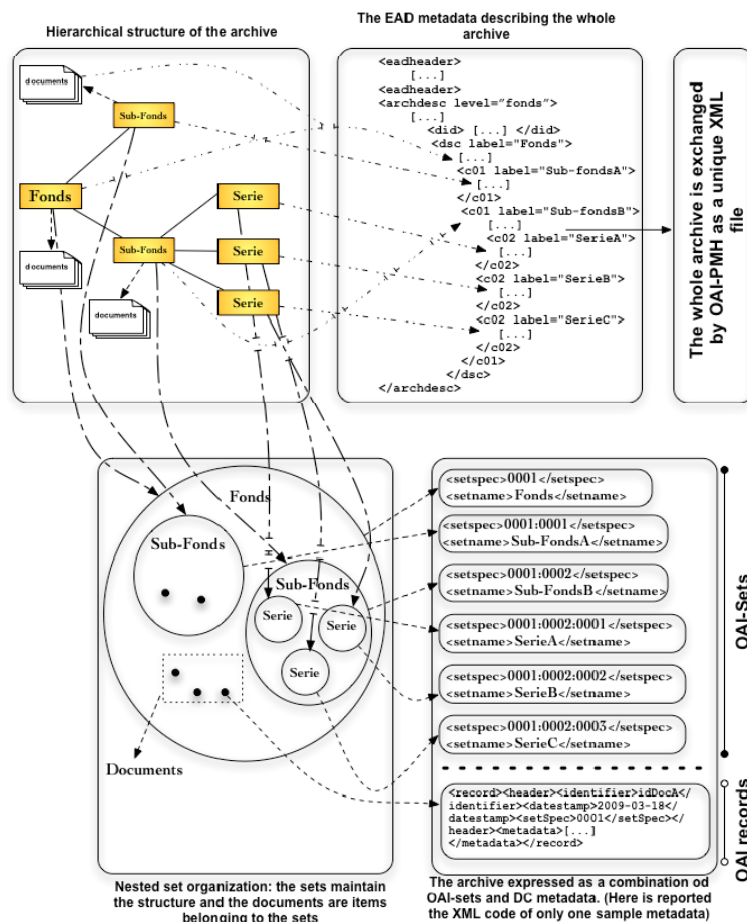 Hierarchical structure of the archive
The EAD metadata describing the whole
archive
documents
Sub-Fonds
Fonds
documents
Sub-Fonds
documents
Serie
Serie
Serie
<eadheader>
[...]
<eadheader>
<archdesc level="fonds">
[...]
<did> [...] </did>
<dsc label="Fonds">
[...]
<c01 label="Sub-fondsA">
[...]
</c01>
<c01 label="Sub-fondsB">
[...]
<c02 label="SerieA">
[...]
</c02>
<c02 label="SerieB">
[...]
</c02>
<c02 label="SerieC">
[...]
</c02>
</c01>
</dsc>
</archdesc>
The whole archive is exchanged
by OAI-PMH as a unique XML
file
Fonds
Sub-Fonds
Sub-Fonds
Serie
Serie
Serie
Documents
<setspec>0001</setspec>
<setname>Fonds</setname>
<setspec>0001:0001</setspec>
<setname>Sub-FondsA</setname>
<setspec>0001:0002</setspec>
<setname>Sub-FondsB</setname>
<setspec>0001:0002:0001</setspec>
<setname>SerieA</setname>
<setspec>0001:0002:0002</setspec>
<setname>SerieB</setname>
<setspec>0001:0002:0003</setspec>
<setname>SerieC</setname>
<record><header><identifier>idDocA</
identifier><datestamp>2009-03-18</
datestamp><setSpec>0001</setSpec></
header><metadata>[...]
</metadata></record>
OAI-Sets
OAI records
Nested set organization: the sets maintain
the structure and the documents are items
belonging to the sets
The archive expressed as a combination od
OAI-sets and DC metadata. (Here is reported
the XML code of only one sample metadata)